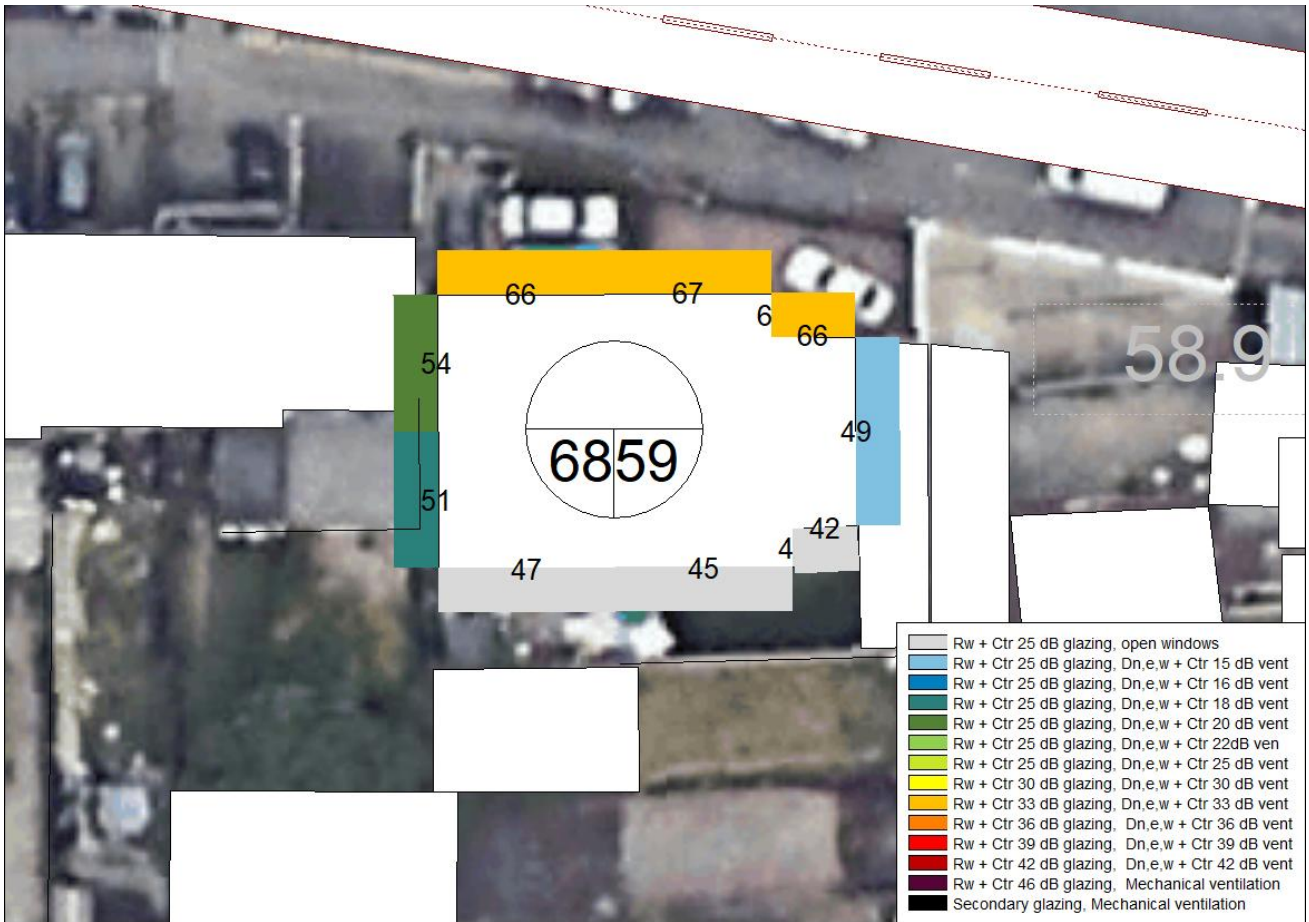 66 67
6
66
58.9
54
49
6859
51
42
4
47 45
Rw + Ctr 25 dB glazing, open windows
Rw + Ctr 25 dB glazing, Dn,e,w + Ctr 15 dB vent
Rw + Ctr 25 dB glazing, Dn,e,w + Ctr 16 dB vent
Rw + Ctr 25 dB glazing, Dn,e,w + Ctr 18 dB vent
Rw + Ctr 25 dB glazing, Dn,e,w + Ctr 20 dB vent
Rw + Ctr 25 dB glazing, Dn,e,w + Ctr 22dB ven
Rw + Ctr 25 dB glazing, Dn,e,w + Ctr 25 dB vent
Rw + Ctr 30 dB glazing, Dn,e,w + Ctr 30 dB vent
Rw + Ctr 33 dB glazing, Dn,e,w + Ctr 33 dB vent
Rw + Ctr 36 dB glazing, Dn,e,w + Ctr 36 dB vent
Rw + Ctr 39 dB glazing, Dn,e,w + Ctr 39 dB vent
Rw + Ctr 42 dB glazing, Dn,e,w + Ctr 42 dB vent
Rw + Ctr 46 dB glazing, Mechanical ventilation
Secondary glazing, Mechanical ventilation